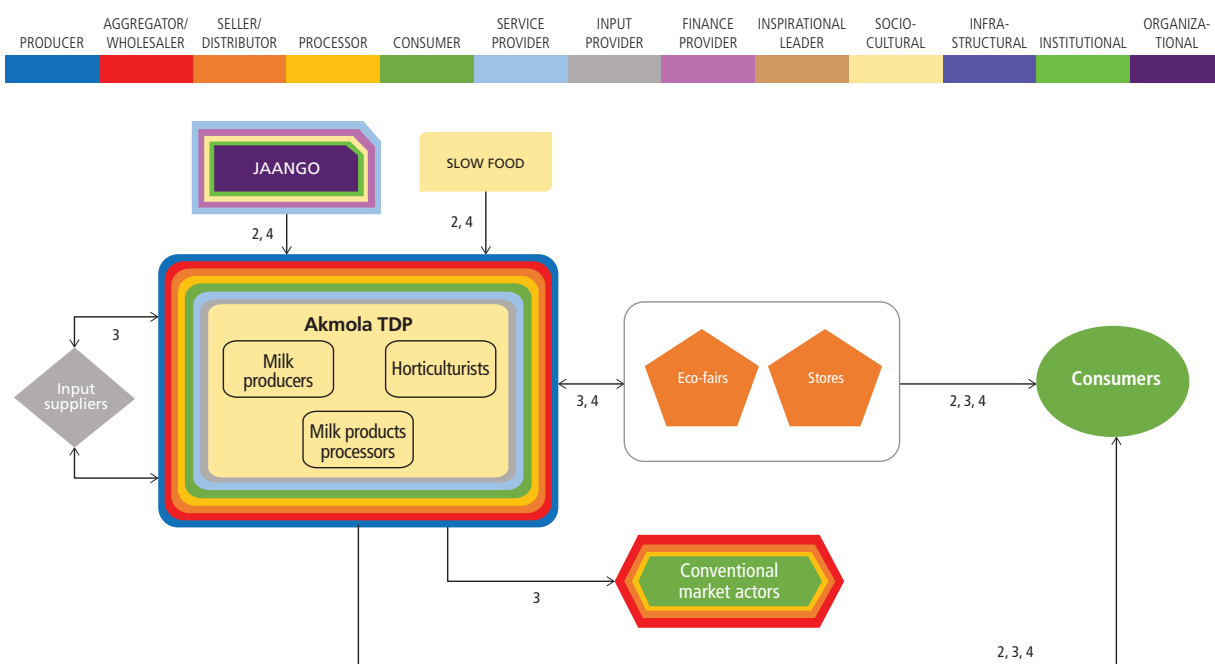 PRODUCER
AGGREGATOR/
WHOLESALER
SELLER/
DISTRIBUTOR
PROCESSOR
CONSUMER
SERVICE
PROVIDER
INPUT
PROVIDER
FINANCE
PROVIDER
INSPIRATIONAL
LEADER
SOCIO-
CULTURAL
INFRA-
STRUCTURAL
INSTITUTIONAL
ORGANIZA-
TIONAL
JAANGO
SLOW FOOD
2, 4
2, 4
Akmola TDP
Milk
producers
Horticulturists
Milk products
processors
3
Input
suppliers
3, 4
Eco-fairs
Stores
2, 3, 4
Consumers
Conventional
market actors
3
2, 3, 4